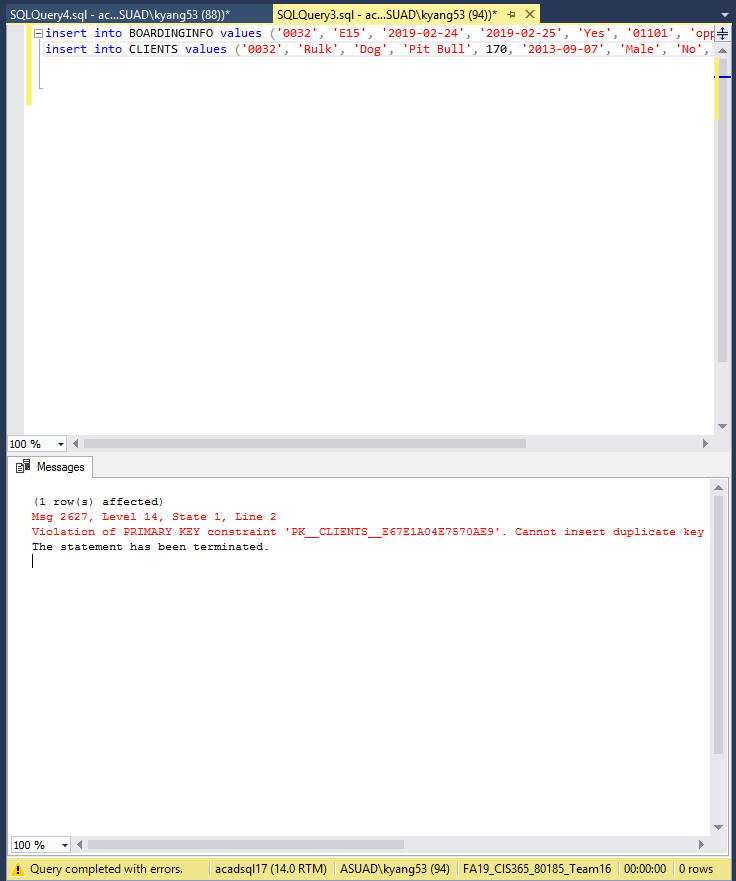 SQLQuery4.sql - ac...SUAD\kyang53 (88))* SQLQuery3.sql - ac...SUAD\kyang53 (94))*
insert into BOARDINGINFO values ('0032', 'E15', '2019-02-24', '2019-02-25', 'Yes', '01101', 'opp
insert into CLIENTS values ('0032', 'Rulk', 'Dog', 'Pit Bull', 170, '2013-09-07', 'Male', 'No',
100 %
Messages
(1 row(s) affected)
Msg 2627, Level 14, State 1, Line 2
Violation of PRIMARY KEY constraint 'PK__CLIENTS__E67E1A04E7570AE9'. Cannot insert duplicate key
The statement has been terminated.
100 %
Query completed with errors. acadsql17 (14.0 RTM) ASUAD\kyang53 (94) FA19_CIS365_80185_Team16 00:00:00 0 rows